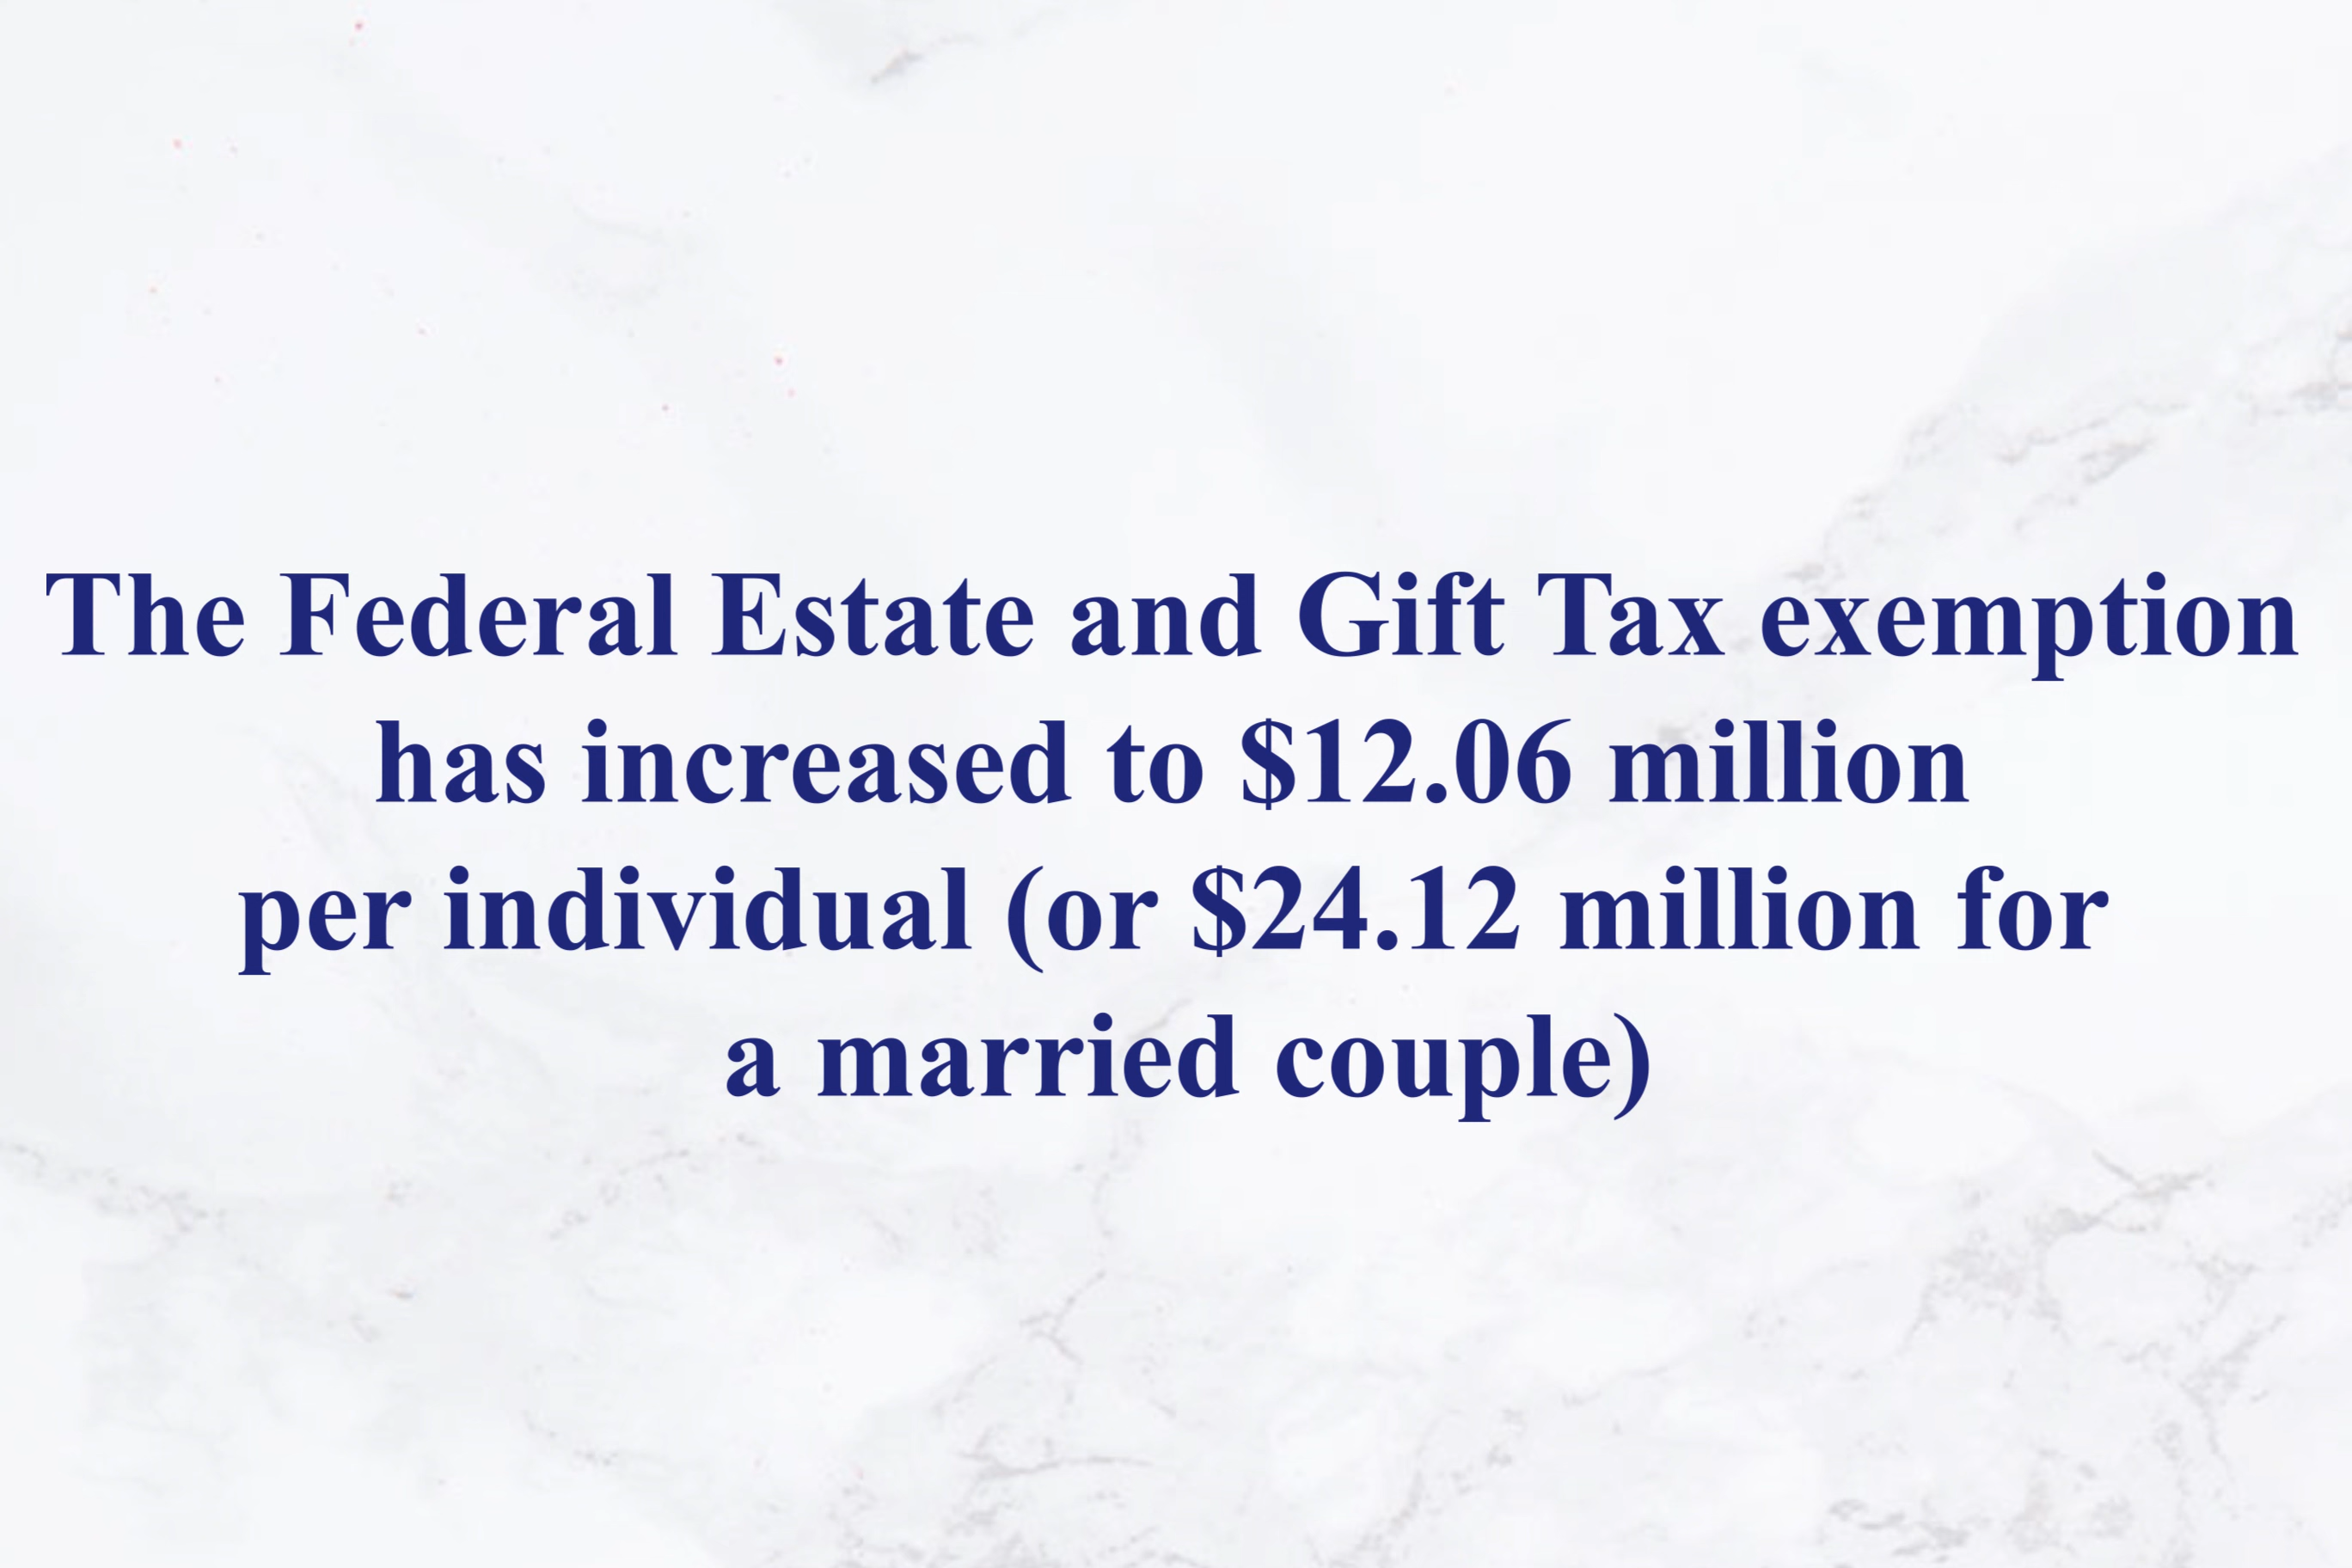 The Federal Estate and Gift Tax exemption
has increased to $12.06 million
per individual (or $24.12 million for
a married couple)